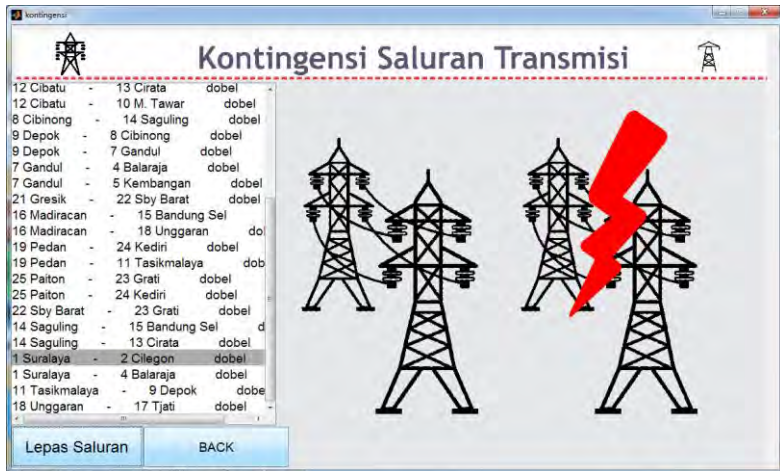 kontingensi
Kontingensi Saluran Transmisi
12 Cibatu - 13 Cirata dobel
12 Cibatu - 10 M. Tawar dobel
8 Cibinong - 14 Saguling dobel
9 Depok - 8 Cibinong dobel
9 Depok - 7 Gandul dobel
7 Gandul - 4 Balaraja dobel
7 Gandul - 5 Kembangan dobel
21 Gresik - 22 Sby Barat dobel
16 Madiracan - 15 Bandung Sel
16 Madiracan - 18 Unggaran do
19 Pedan - 24 Kediri dobel
19 Pedan - 11 Tasikmalaya dob
25 Paiton - 23 Grati dobel
25 Paiton - 24 Kediri dobel
22 Sby Barat - 23 Grati dobel
14 Saguling - 15 Bandung Sel d
14 Saguling - 13 Cirata dobel
1 Suralaya - 2 Cilegon dobel
1 Suralaya - 4 Balaraja dobel
11 Tasikmalaya - 9 Depok dobe
18 Unggaran - 17 Tjati dobel
Lepas Saluran BACK